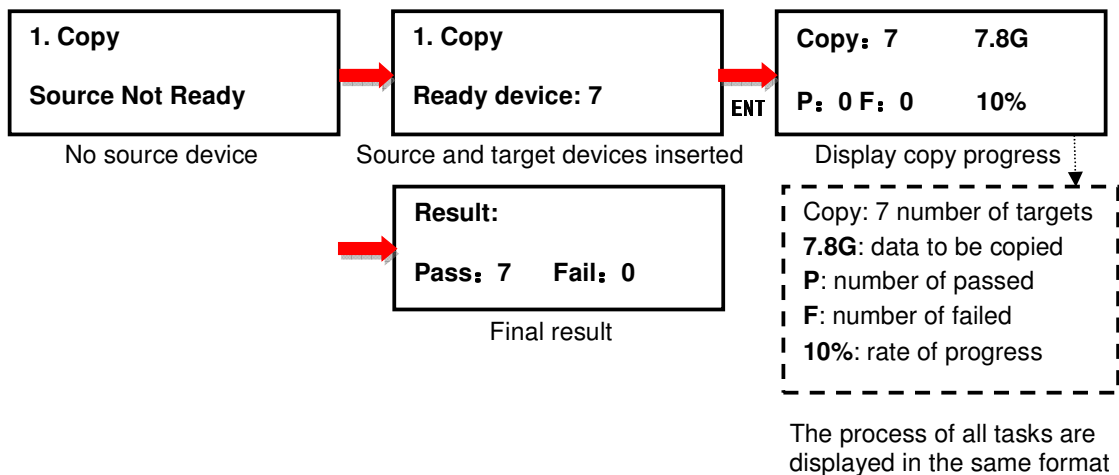 1. Copy
Source Not Ready
No source device
1. Copy
Ready device: 7
Source and target devices inserted
ENT
Copy：7 7.8G
P：0 F：0 10%
Display copy progress
Copy: 7 number of targets
7.8G: data to be copied
P: number of passed
F: number of failed
10%: rate of progress
The process of all tasks are
displayed in the same format
Result:
Pass：7 Fail：0
Final result